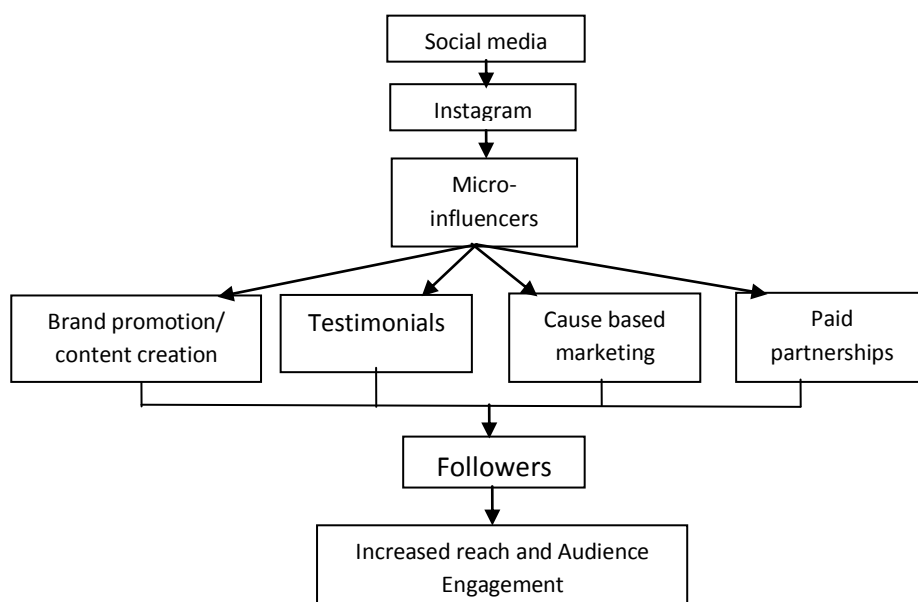 Social media
Instagram
Micro-
influencers
Brand promotion/
content creation
Testimonials
Cause based
marketing
Paid
partnerships
Followers
Increased reach and Audience
Engagement